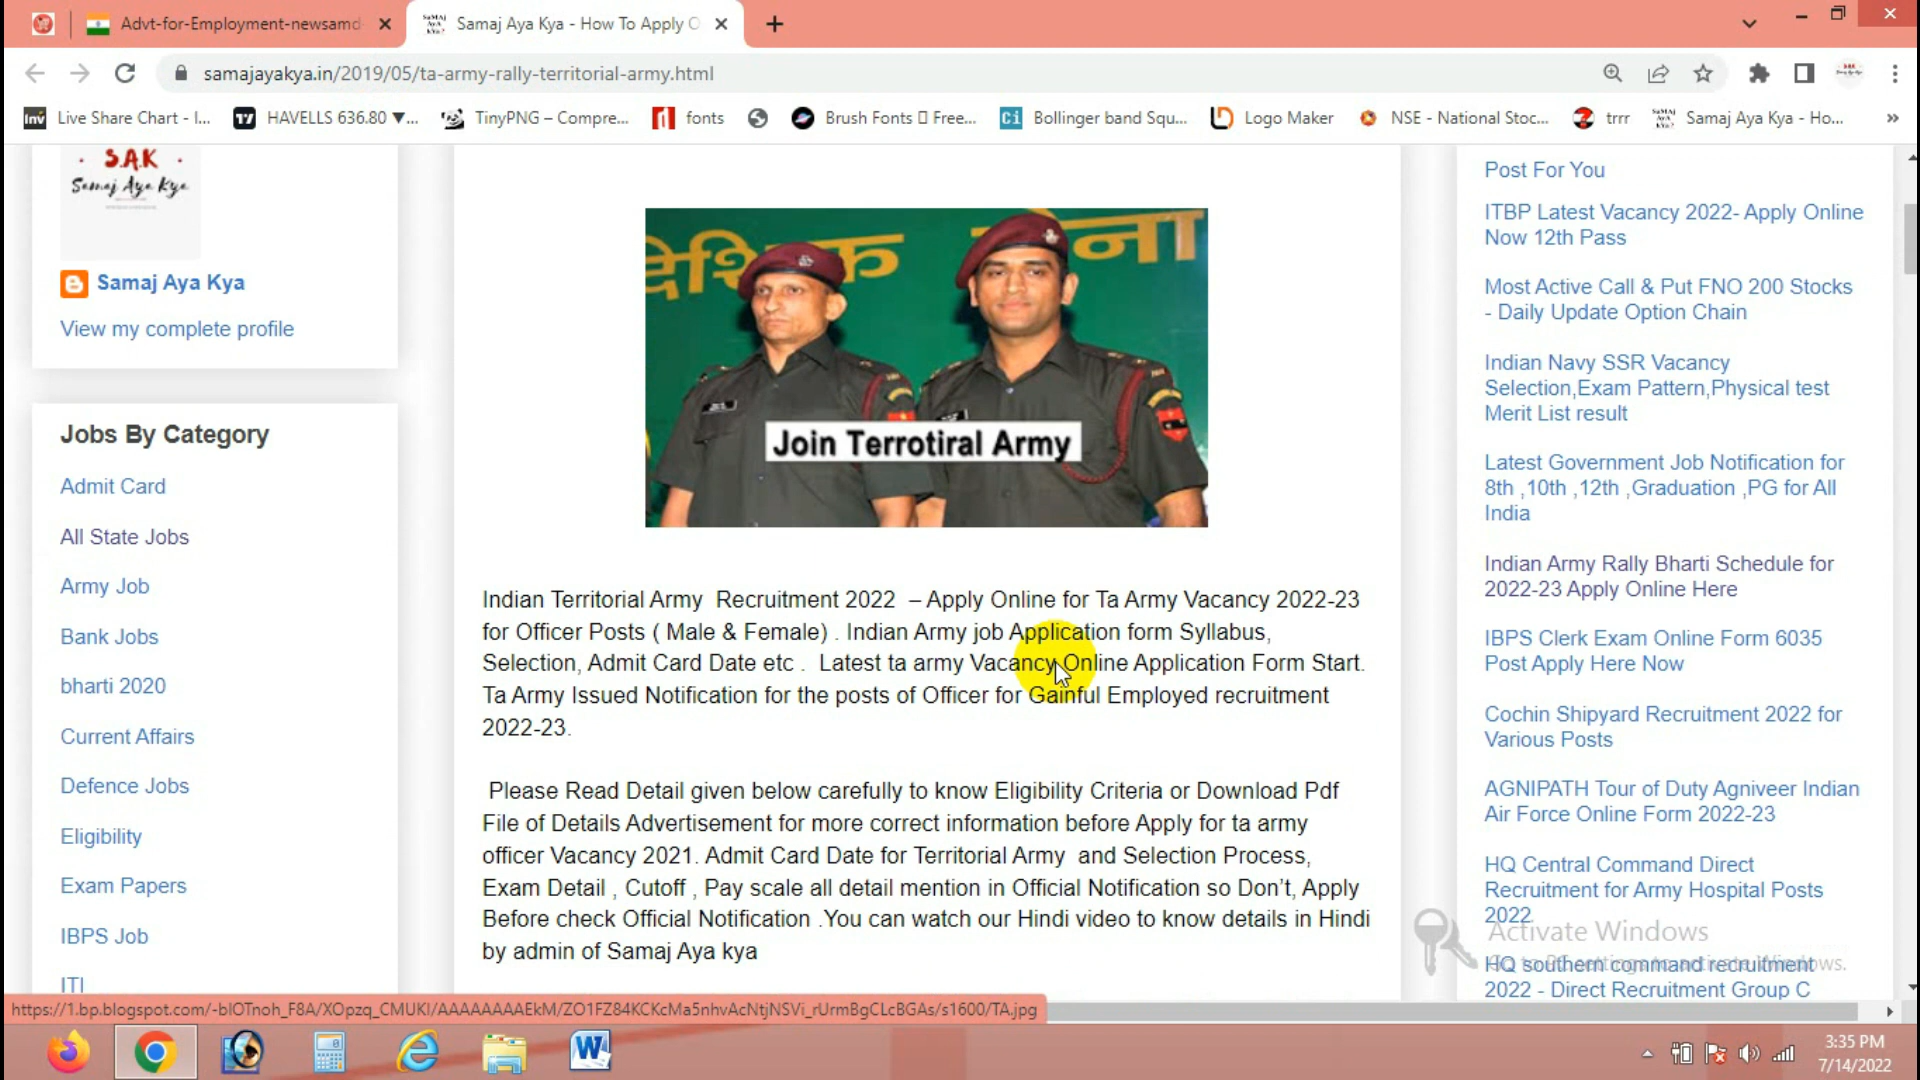 Advt-for-Employment-newsamd
Samaj Aya Kya - How To Apply O
samajayakya.in/2019/05/ta-army-rally-territorial-army.html
Live Share Chart - I...
HAVELLS 636.80 ▼...
TinyPNG – Compre...
fonts
Brush Fonts ▯ Free...
Bollinger band Squ...
Logo Maker
NSE - National Stoc...
trrr
Samaj Aya Kya - Ho...
»
· S.A.K ·
Samaj Aya Kya
Samaj Aya Kya
View my complete profile
Jobs By Category
Admit Card
All State Jobs
Army Job
Bank Jobs
bharti 2020
Current Affairs
Defence Jobs
Eligibility
Exam Papers
IBPS Job
ITI
Join Terrotiral Army
Indian Territorial Army Recruitment 2022 – Apply Online for Ta Army Vacancy 2022-23
for Officer Posts ( Male & Female) . Indian Army job Application form Syllabus,
Selection, Admit Card Date etc . Latest ta army Vacancy Online Application Form Start.
Ta Army Issued Notification for the posts of Officer for Gainful Employed recruitment
2022-23.
Please Read Detail given below carefully to know Eligibility Criteria or Download Pdf
File of Details Advertisement for more correct information before Apply for ta army
officer Vacancy 2021. Admit Card Date for Territorial Army and Selection Process,
Exam Detail , Cutoff , Pay scale all detail mention in Official Notification so Don’t, Apply
Before check Official Notification .You can watch our Hindi video to know details in Hindi
by admin of Samaj Aya kya
Post For You
ITBP Latest Vacancy 2022- Apply Online
Now 12th Pass
Most Active Call & Put FNO 200 Stocks
- Daily Update Option Chain
Indian Navy SSR Vacancy
Selection,Exam Pattern,Physical test
Merit List result
Latest Government Job Notification for
8th ,10th ,12th ,Graduation ,PG for All
India
Indian Army Rally Bharti Schedule for
2022-23 Apply Online Here
IBPS Clerk Exam Online Form 6035
Post Apply Here Now
Cochin Shipyard Recruitment 2022 for
Various Posts
AGNIPATH Tour of Duty Agniveer Indian
Air Force Online Form 2022-23
HQ Central Command Direct
Recruitment for Army Hospital Posts
2022
Activate Windows
Go to PC settings to activate Windows.
HQ southern command recruitment
2022 - Direct Recruitment Group C
3:35 PM
7/14/2022